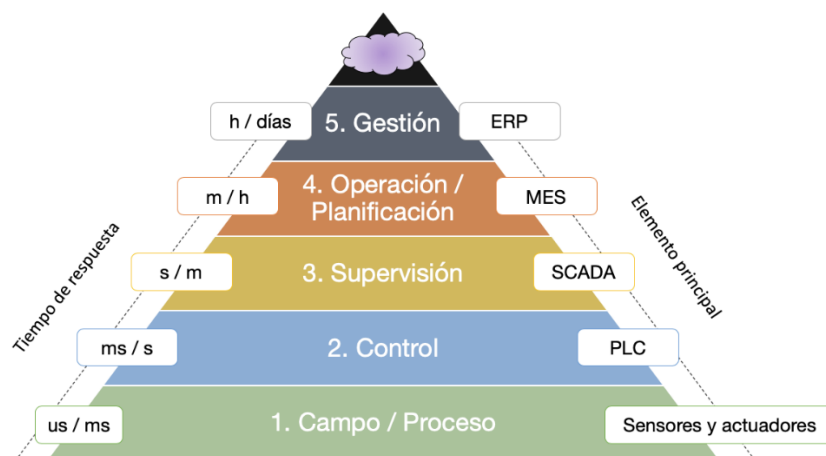 h / días
5. Gestión
ERP
m / h
4. Operación /
Planificación
MES
s / m
3. Supervisión
SCADA
ms / s
2. Control
PLC
us / ms
1. Campo / Proceso
Sensores y actuadores
Tiempo de respuesta
Elemento principal